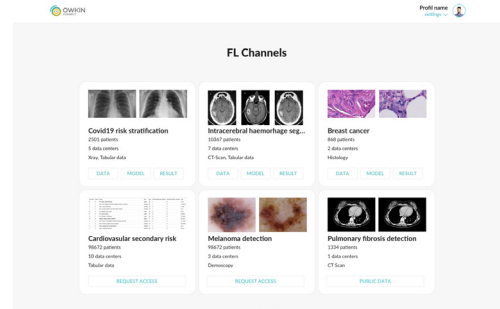 OWKIN
Profil name
settings
FL Channels
Covid19 risk stratification
2501 patients
5 data centers
Xray, Tabular data
DATA MODEL RESULT
Intracerebral haemorhage seg...
10367 patients
7 data centers
CT-Scan, Tabular data
DATA MODEL RESULT
Breast cancer
868 patients
2 data centers
Histology
DATA MODEL RESULT
Cardiovasular secondary risk
98672 patients
10 data centers
Tabular data
REQUEST ACCESS
Melanoma detection
98672 patients
3 data centers
Demoscopy
REQUEST ACCESS
Pulmonary fibrosis detection
1334 patients
1 data centers
CT Scan
PUBLIC DATA